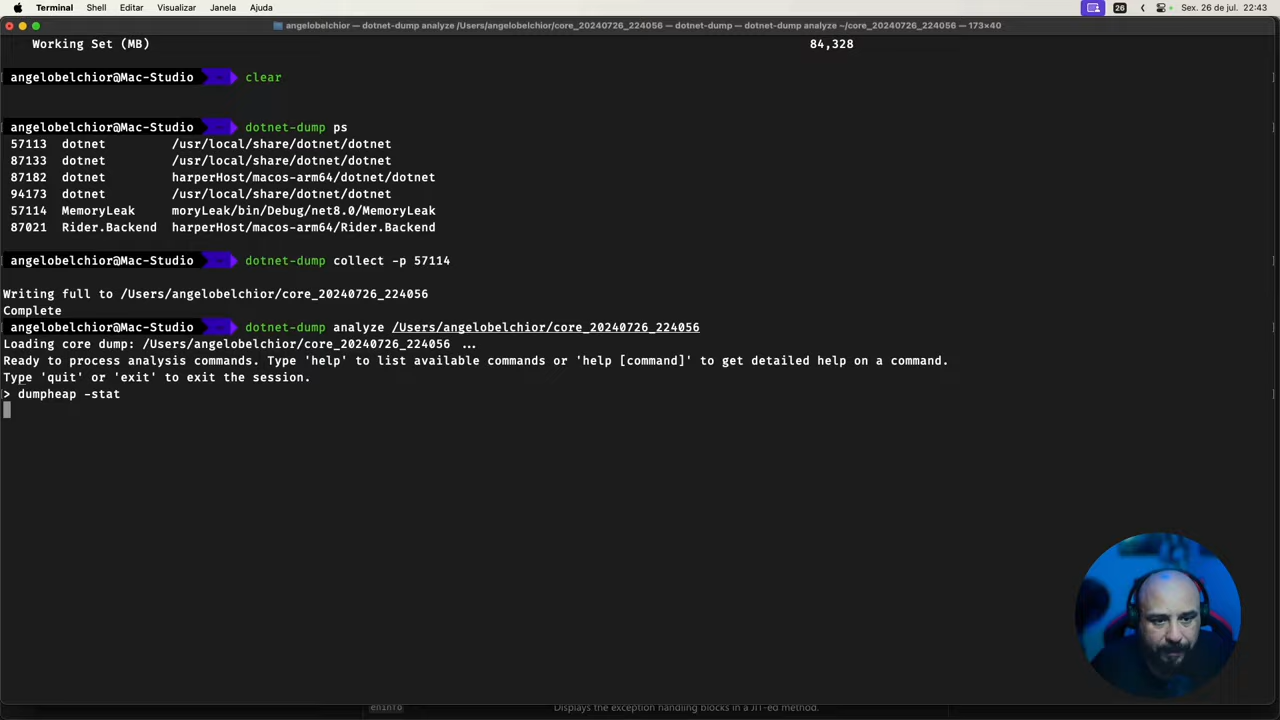 Terminal Shell Editar Visualizar Janela Ajuda 26 Sex. 26 de jul. 22:43
angelobelchior — dotnet-dump analyze /Users/angelobelchior/core_20240726_224056 — dotnet-dump — dotnet-dump analyze ~/core_20240726_224056 — 173×40
Working Set (MB) 84,328
angelobelchior@Mac-Studio ~ clear
angelobelchior@Mac-Studio ~ dotnet-dump ps
57113 dotnet /usr/local/share/dotnet/dotnet
87133 dotnet /usr/local/share/dotnet/dotnet
87182 dotnet harperHost/macos-arm64/dotnet/dotnet
94173 dotnet /usr/local/share/dotnet/dotnet
57114 MemoryLeak moryLeak/bin/Debug/net8.0/MemoryLeak
87021 Rider.Backend harperHost/macos-arm64/Rider.Backend
angelobelchior@Mac-Studio ~ dotnet-dump collect -p 57114
Writing full to /Users/angelobelchior/core_20240726_224056
Complete
angelobelchior@Mac-Studio ~ dotnet-dump analyze /Users/angelobelchior/core_20240726_224056
Loading core dump: /Users/angelobelchior/core_20240726_224056 ...
Ready to process analysis commands. Type 'help' to list available commands or 'help [command]' to get detailed help on a command.
Type 'quit' or 'exit' to exit the session.
> dumpheap -stat
ehinfo Displays the exception handling blocks in a JIT-ed method.